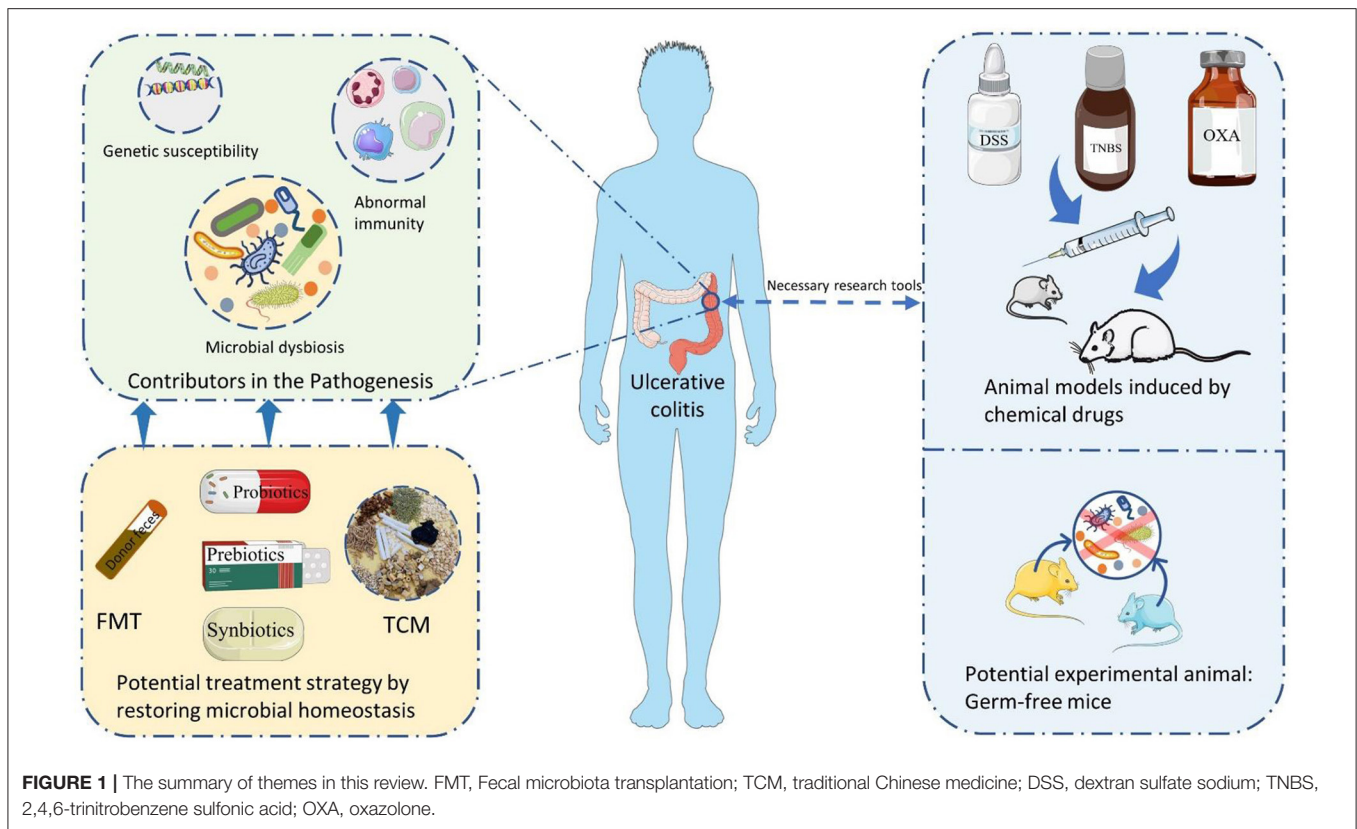 Genetic susceptibility
Abnormal
immunity
Microbial dysbiosis
Contributors in the Pathogenesis
Donor feces
FMT
Probiotics
Prebiotics
30
Synbiotics
TCM
Potential treatment strategy by
restoring microbial homeostasis
Ulcerative
colitis
Necessary research tools
DSS
TNBS
OXA
Animal models induced by
chemical drugs
Potential experimental animal:
Germ-free mice
FIGURE 1 | The summary of themes in this review. FMT, Fecal microbiota transplantation; TCM, traditional Chinese medicine; DSS, dextran sulfate sodium; TNBS,
2,4,6-trinitrobenzene sulfonic acid; OXA, oxazolone.